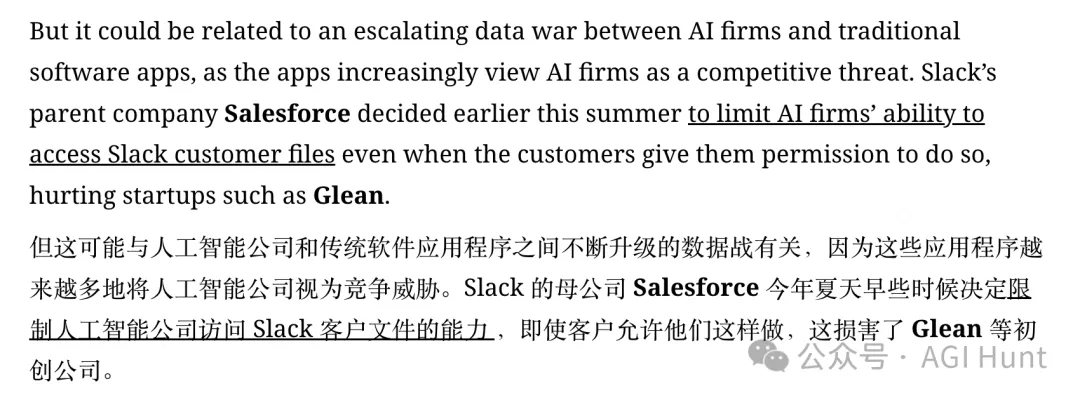 But it could be related to an escalating data war between AI firms and traditional
software apps, as the apps increasingly view AI firms as a competitive threat. Slack’s
parent company Salesforce decided earlier this summer to limit AI firms’ ability to
access Slack customer files even when the customers give them permission to do so,
hurting startups such as Glean.
但这可能与人工智能公司和传统软件应用程序之间不断升级的数据战有关，因为这些应用程序越
来越多地将人工智能公司视为竞争威胁。Slack 的母公司 Salesforce 今年夏天早些时候决定限
制人工智能公司访问 Slack 客户文件的能力，即使客户允许他们这样做，这损害了 Glean 等初
创公司。
公众号 · AGI Hunt